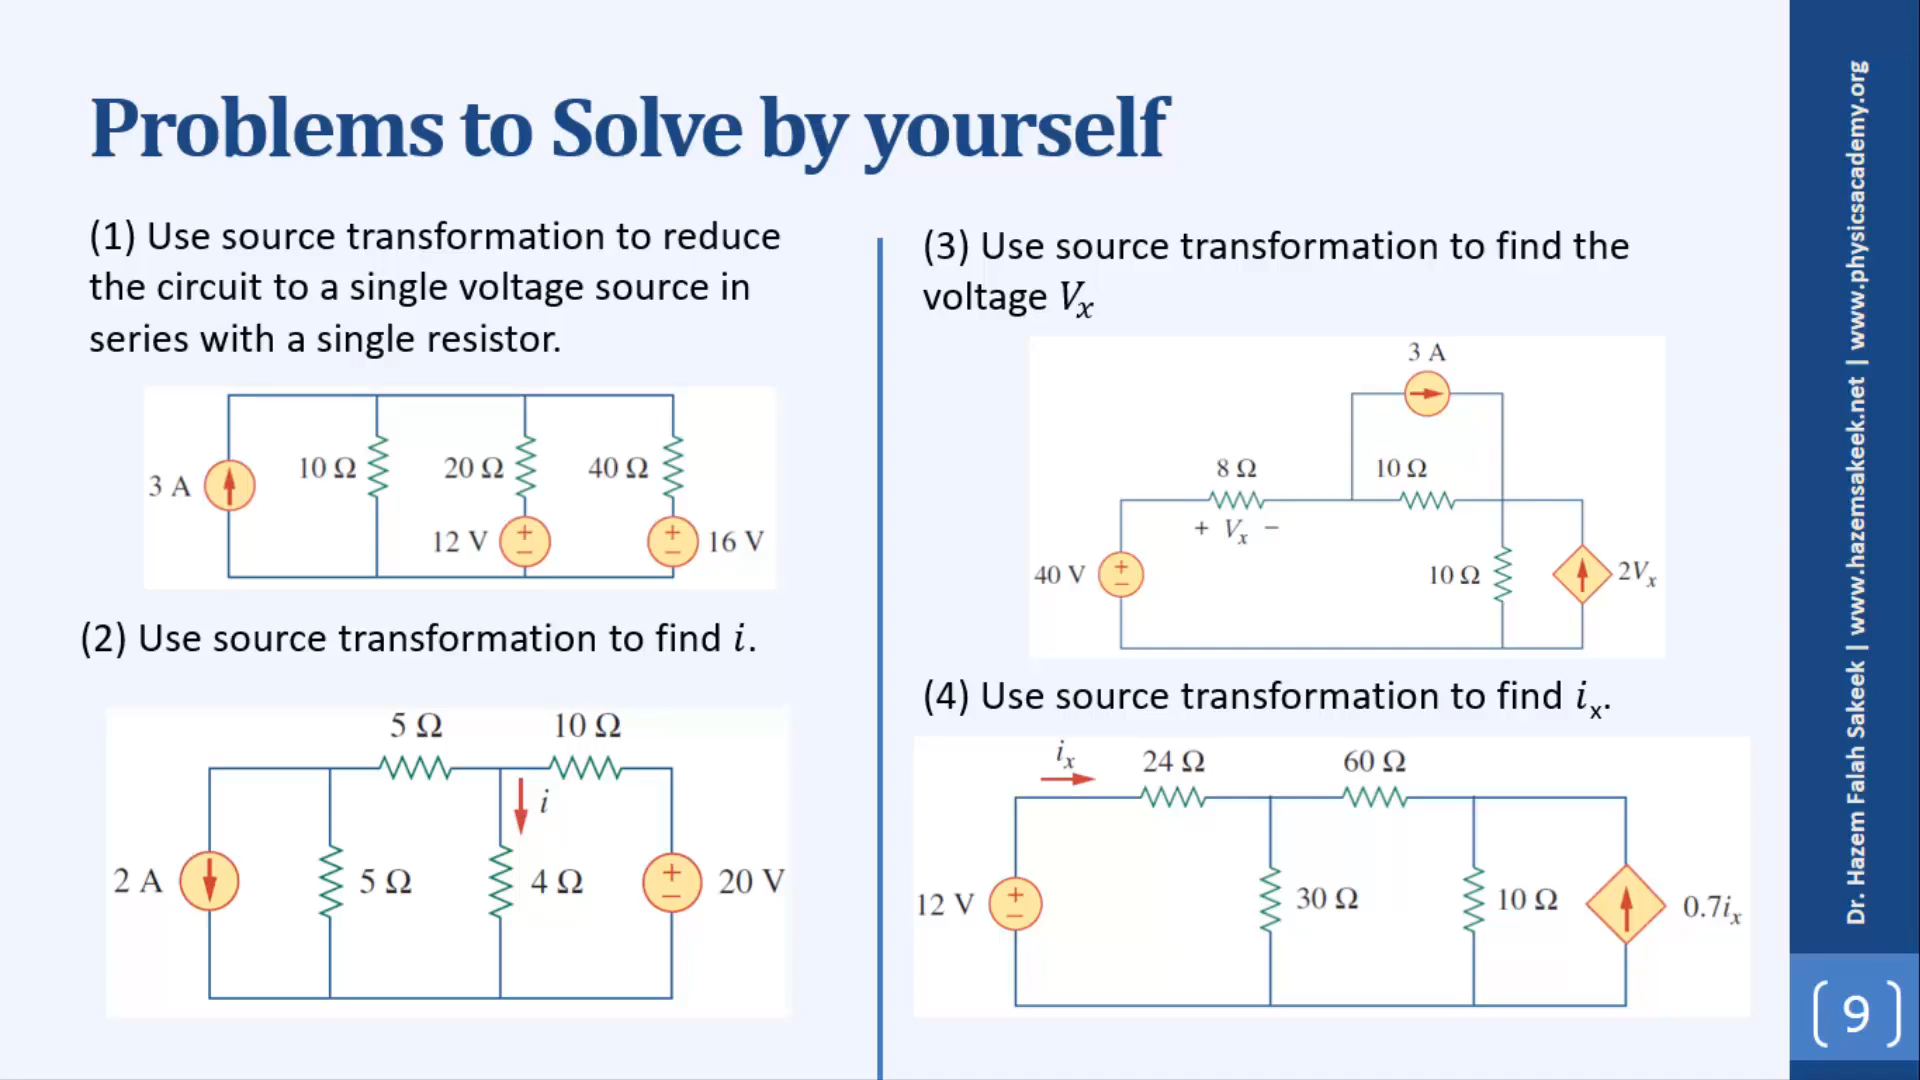 Problems to Solve by yourself
(1) Use source transformation to reduce
the circuit to a single voltage source in
series with a single resistor.
3 A
10 Ω
20 Ω
40 Ω
12 V
+
−
+
−
16 V
(2) Use source transformation to find i.
5 Ω
10 Ω
i
2 A
5 Ω
4 Ω
+
−
20 V
(3) Use source transformation to find the
voltage Vₓ
3 A
8 Ω
10 Ω
+ Vₓ −
40 V
+
−
10 Ω
2Vₓ
(4) Use source transformation to find iₓ.
iₓ
24 Ω
60 Ω
12 V
+
−
30 Ω
10 Ω
0.7iₓ
Dr. Hazem Falah Sakeek | www.hazemsakeek.net | www.physicsacademy.org
[9]